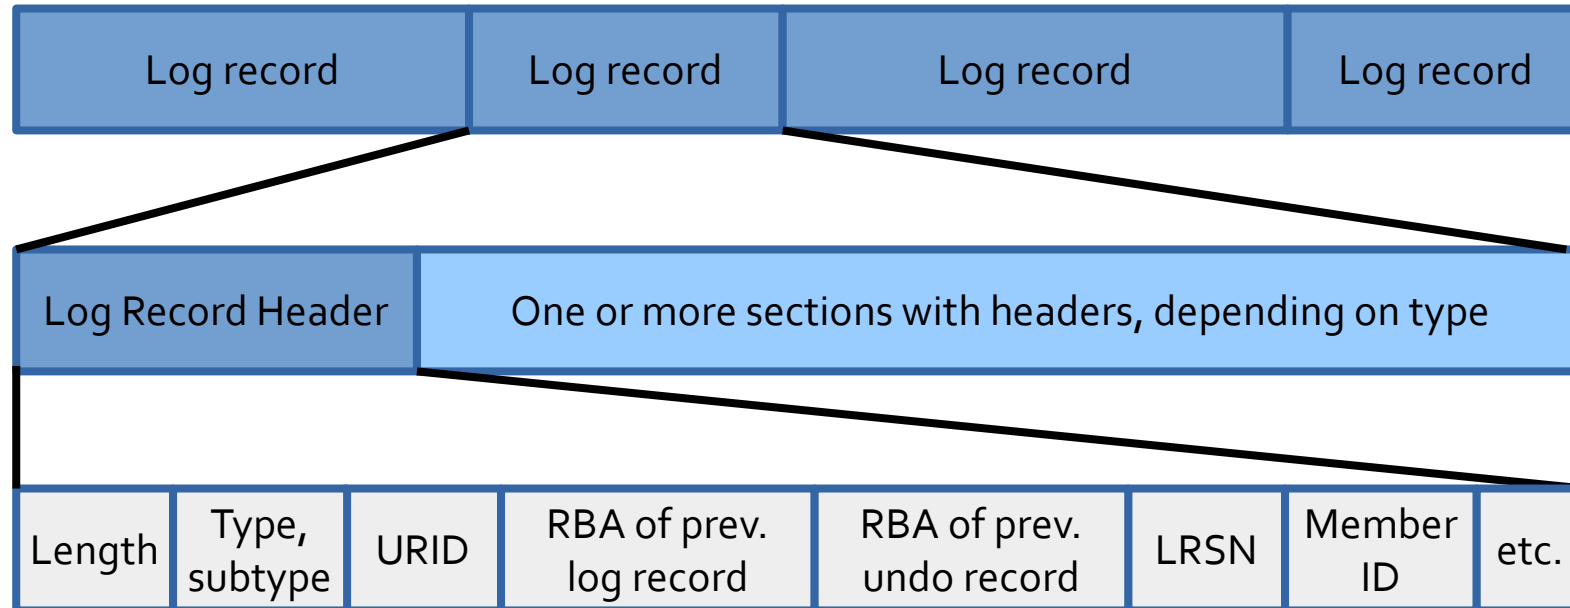 Log record
Log record
Log record
Log record
Log Record Header
One or more sections with headers, depending on type
Length
Type,
subtype
URID
RBA of prev.
log record
RBA of prev.
undo record
LRSN
Member
ID
etc.